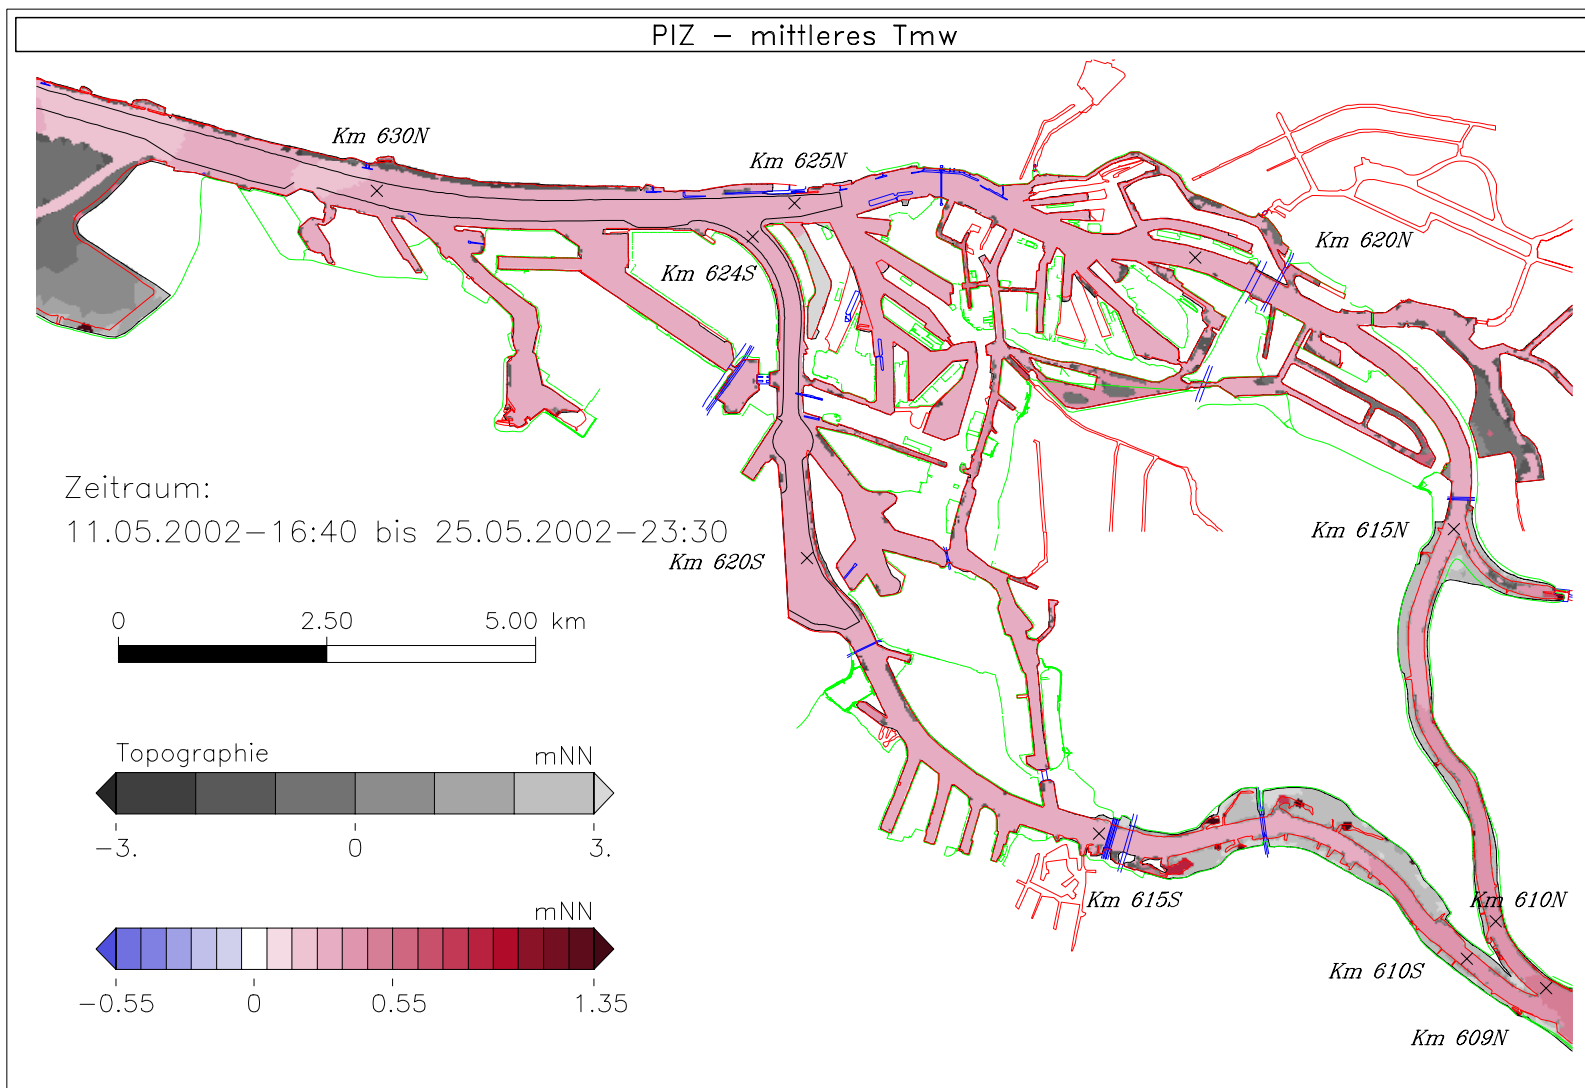 PIZ – mittleres Tmw
Km 630N
Km 625N
Km 620N
Km 624S
Zeitraum:
11.05.2002–16:40 bis 25.05.2002–23:30
Km 615N
Km 620S
0 2.50 5.00 km
Topographie mNN
–3. 0 3.
Km 615S
Km 610N
mNN
Km 610S
–0.55 0 0.55 1.35
Km 609N